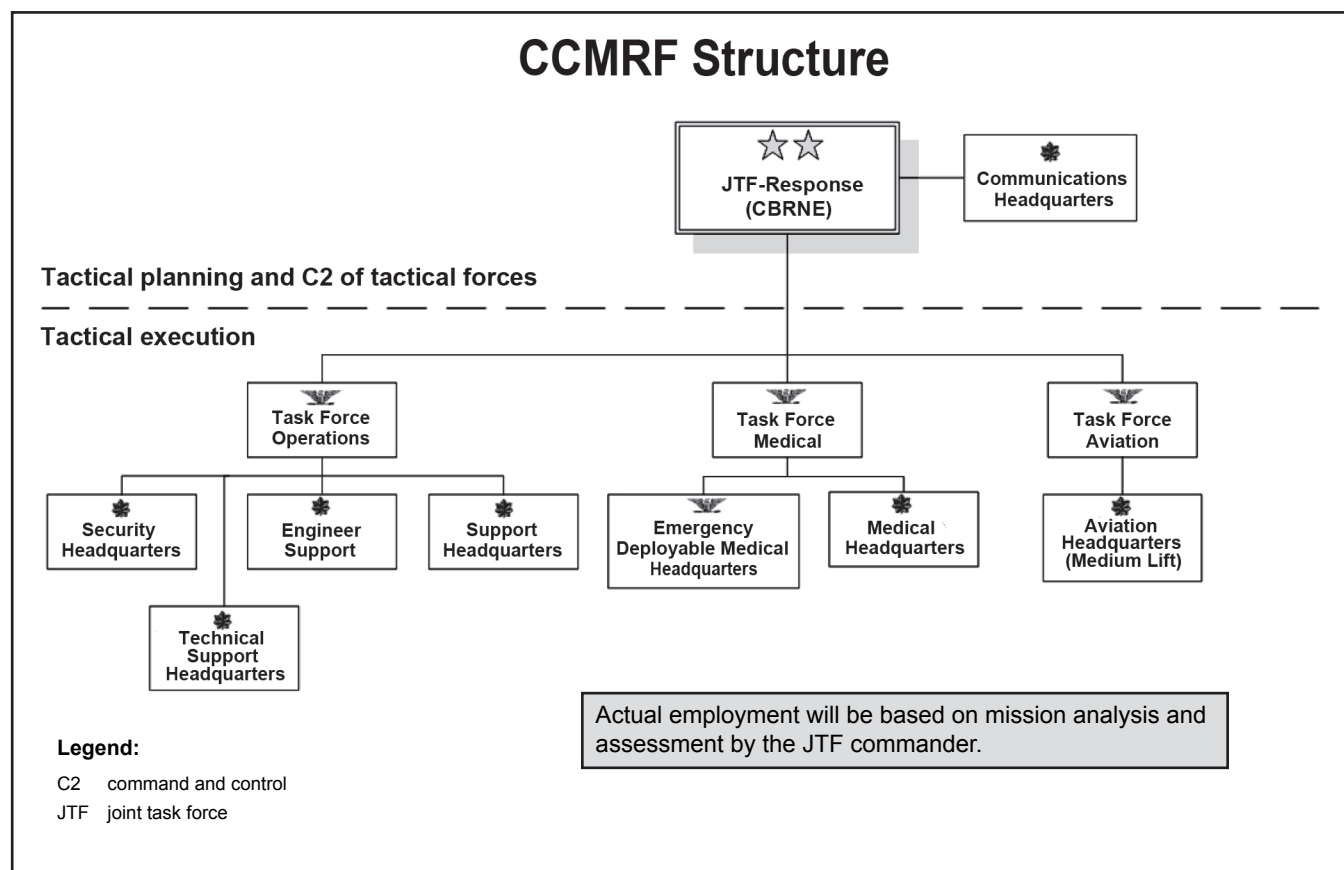 CCMRF Structure
JTF-Response
(CBRNE)
Communications
Headquarters
Tactical planning and C2 of tactical forces
Tactical execution
Task Force
Operations
Task Force
Medical
Task Force
Aviation
Security
Headquarters
Engineer
Support
Support
Headquarters
Emergency
Deployable Medical
Headquarters
Medical
Headquarters
Aviation
Headquarters
(Medium Lift)
Technical
Support
Headquarters
Actual employment will be based on mission analysis and
assessment by the JTF commander.
Legend:
C2 command and control
JTF joint task force